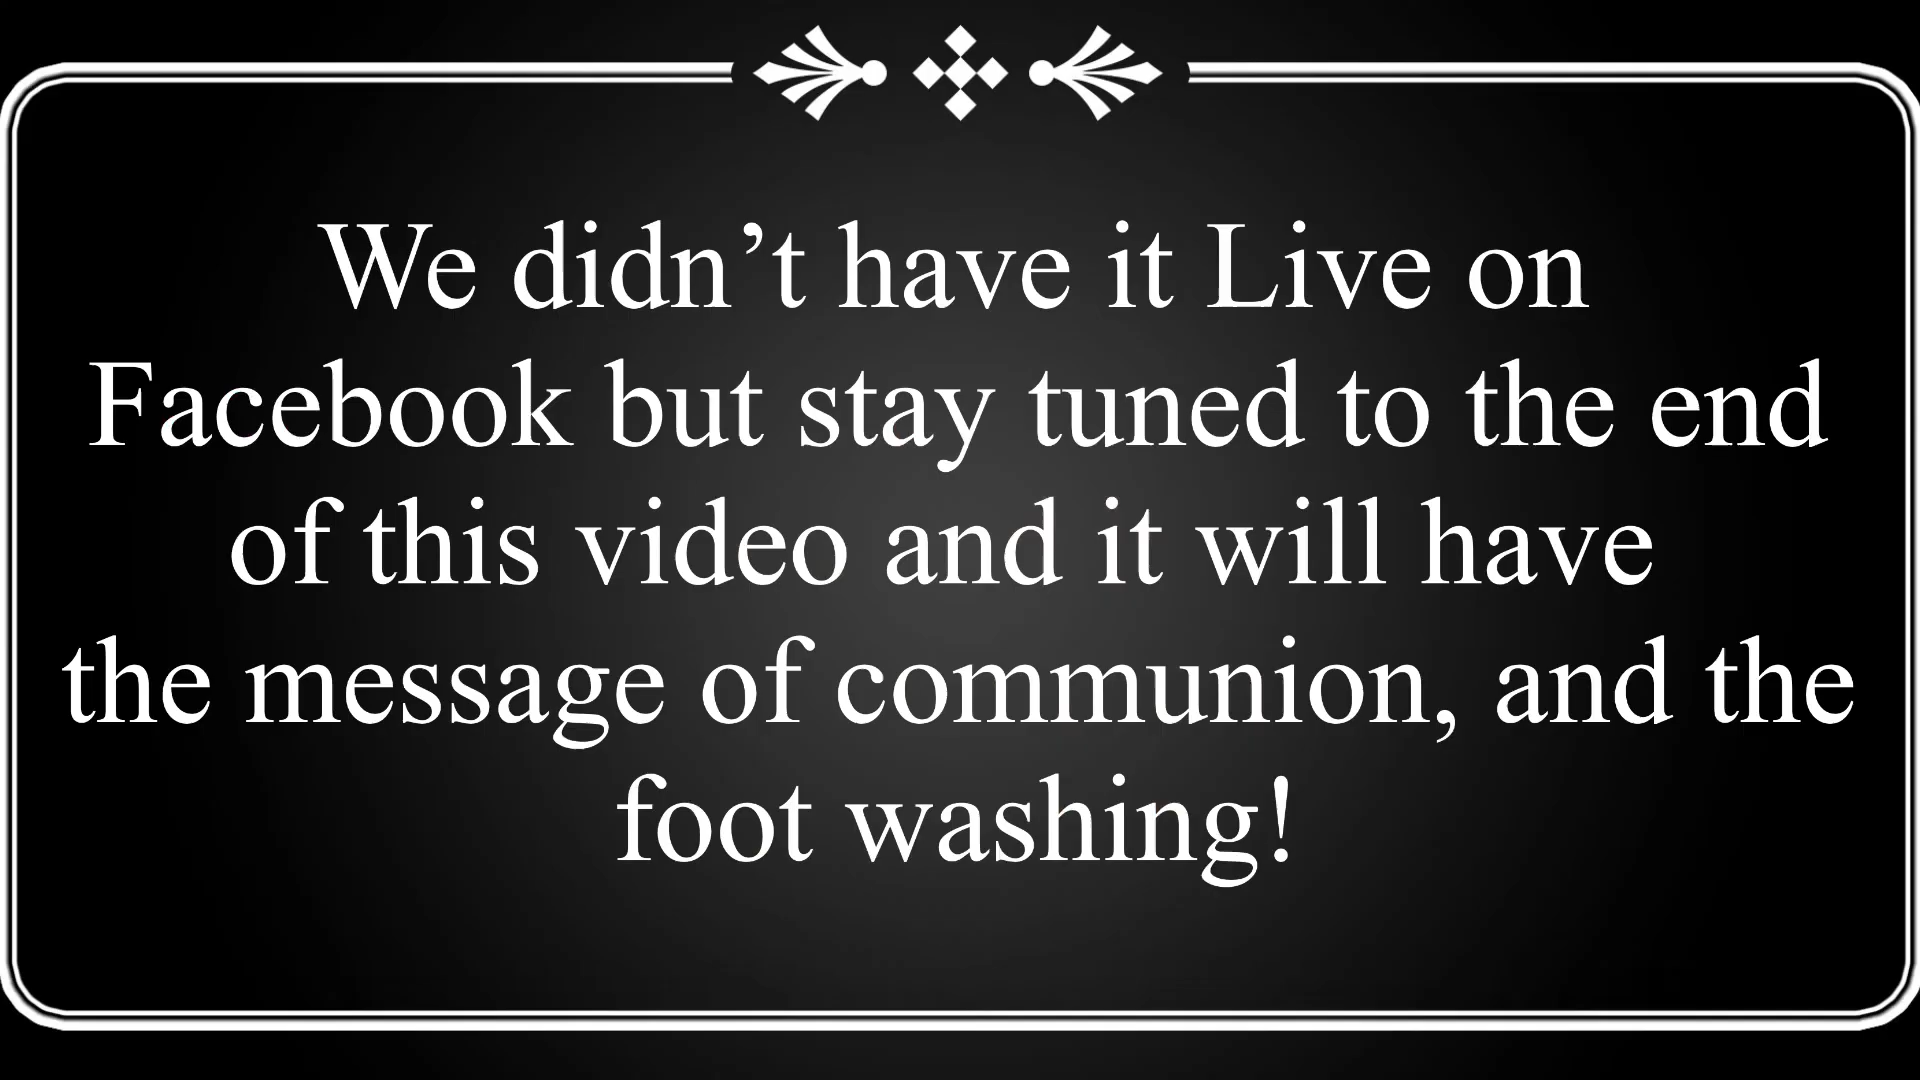 We didn’t have it Live on
Facebook but stay tuned to the end
of this video and it will have
the message of communion, and the
foot washing!